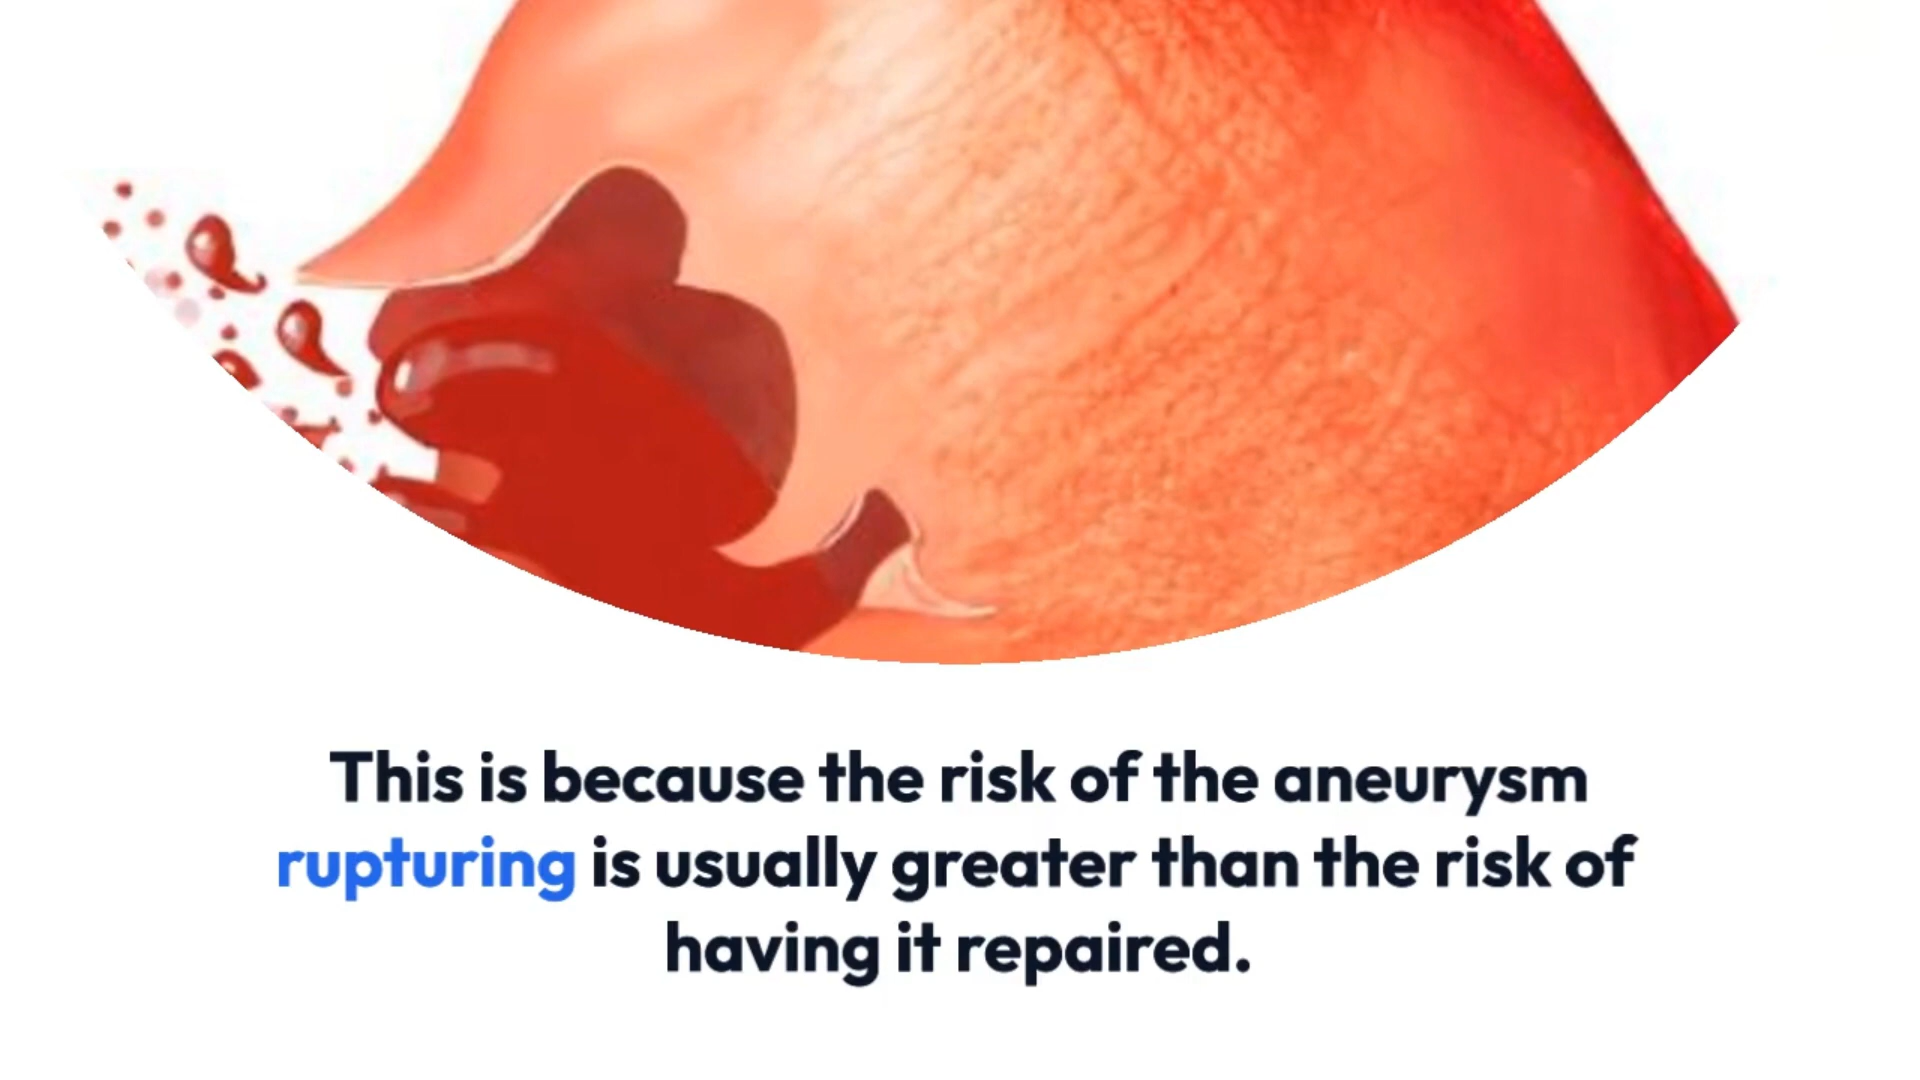 This is because the risk of the aneurysm
rupturing is usually greater than the risk of
having it repaired.